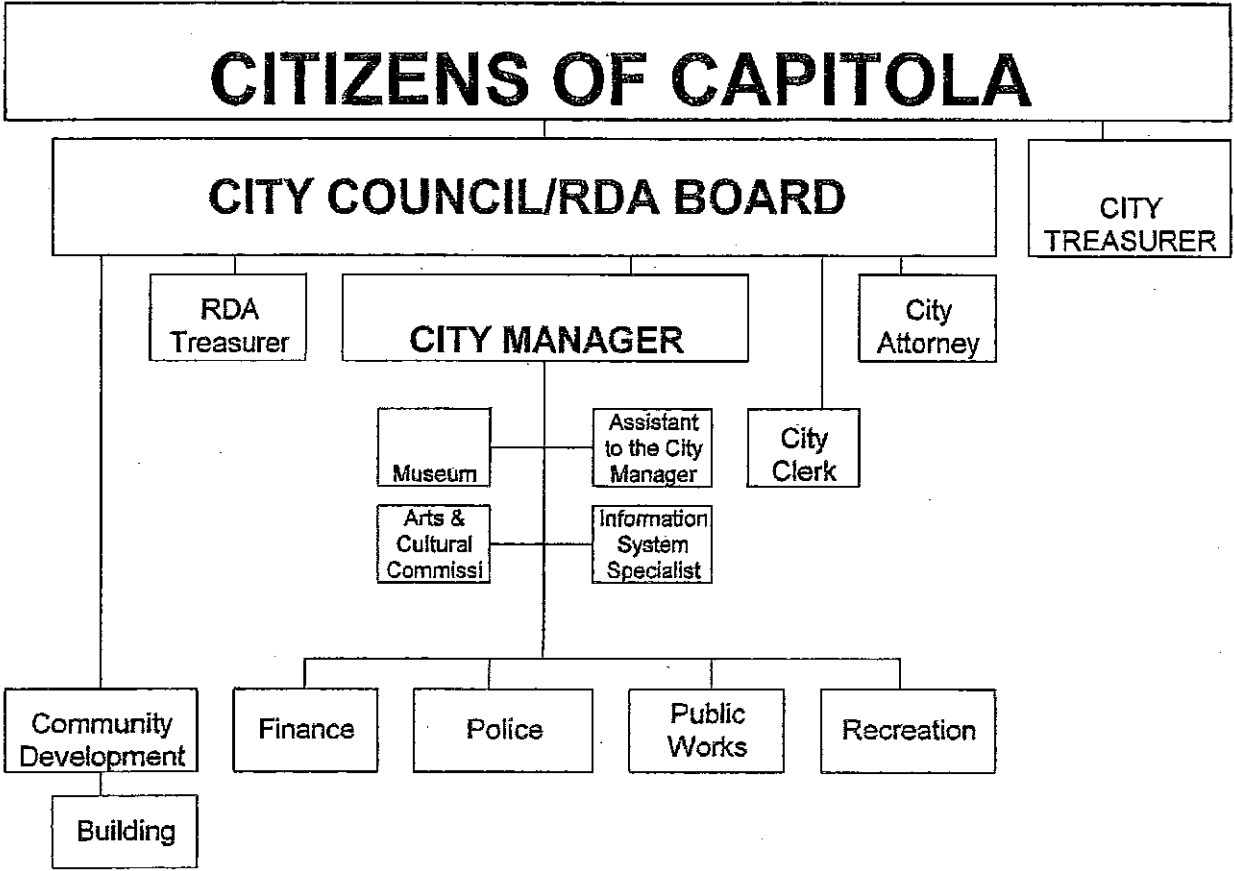 CITIZENS OF CAPITOLA
CITY COUNCIL/RDA BOARD
CITY
TREASURER
RDA
Treasurer
CITY MANAGER
City
Attorney
Museum
Assistant
to the City
Manager
City
Clerk
Arts &
Cultural
Commissi
Information
System
Specialist
Community
Development
Finance
Police
Public
Works
Recreation
Building